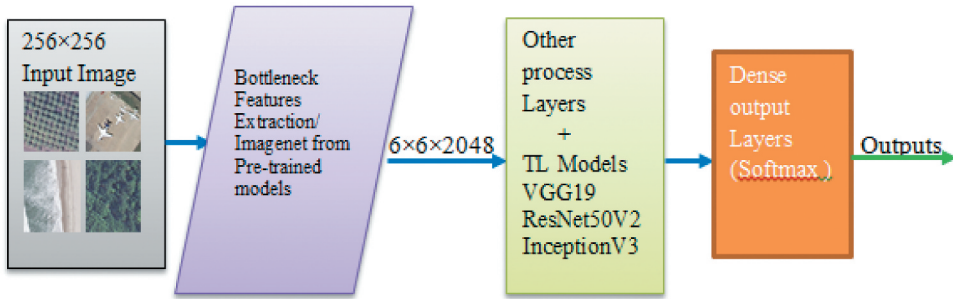 256×256
Input Image
Bottleneck
Features
Extraction/
Imagenet from
Pre-trained
models
6×6×2048
Other
process
Layers
+
TL Models
VGG19
ResNet50V2
InceptionV3
Dense
output
Layers
(Softmax )
Outputs